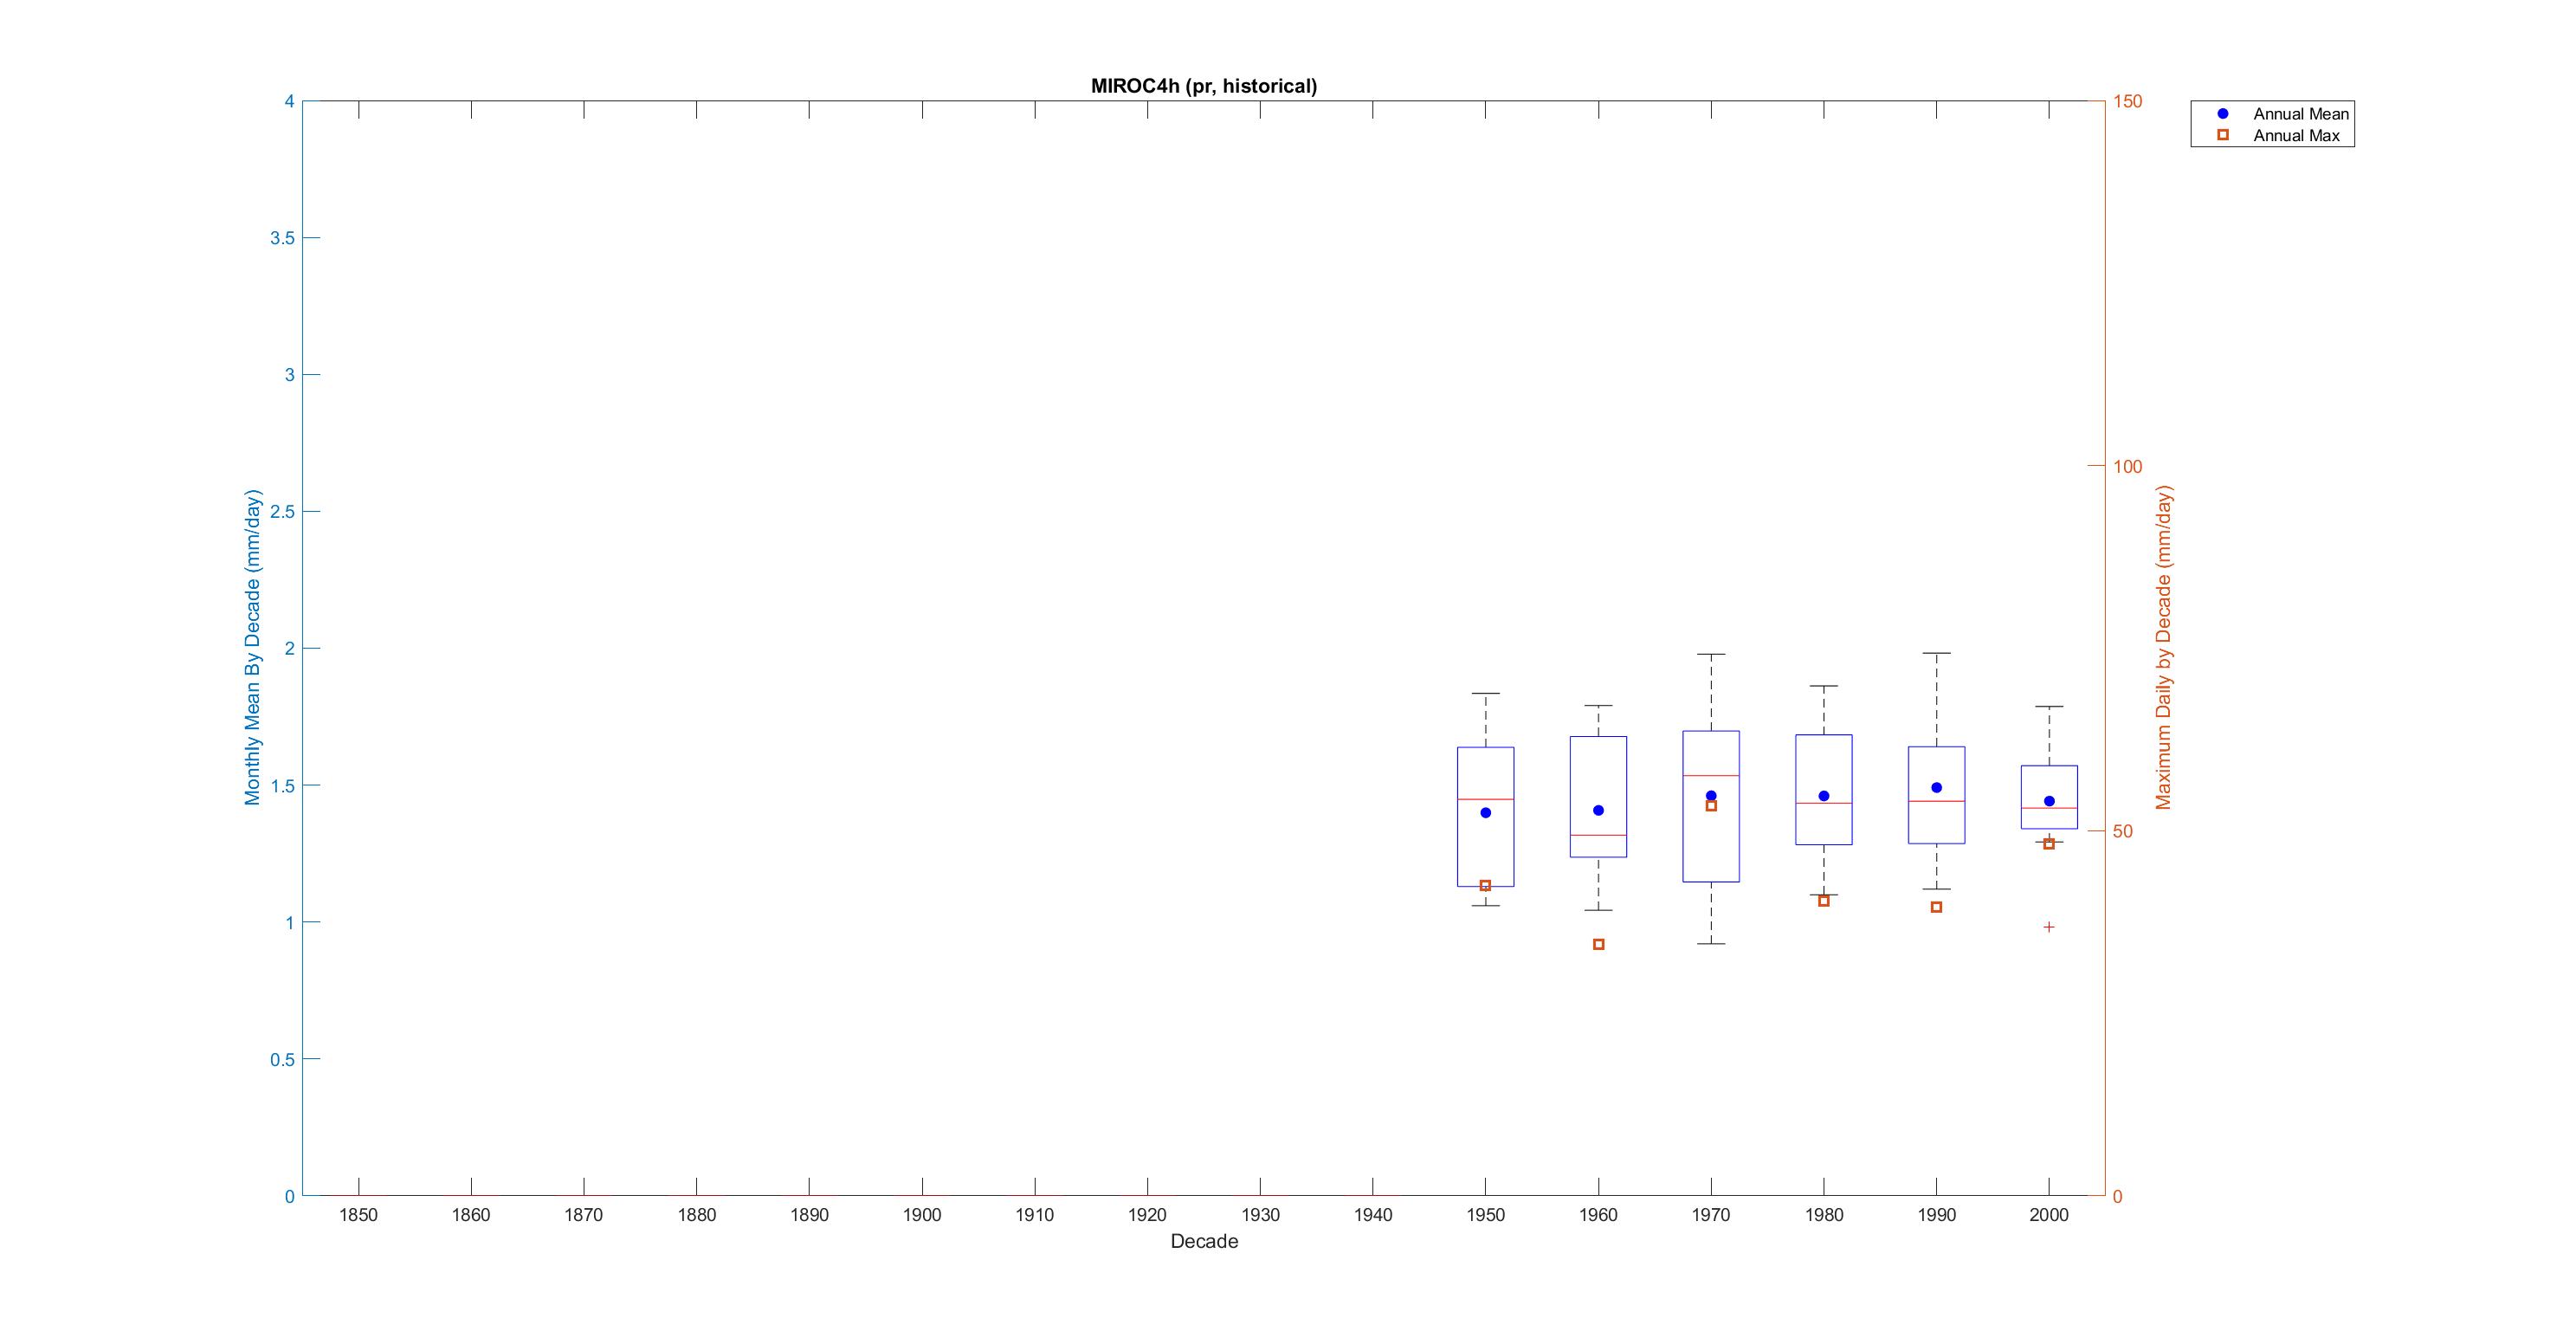 MIROC4h (pr, historical)
Annual Mean
Annual Max
Monthly Mean By Decade (mm/day)
4
3.5
3
2.5
2
1.5
1
0.5
0
150
100
50
0
Maximum Daily by Decade (mm/day)
1850 1860 1870 1880 1890 1900 1910 1920 1930 1940 1950 1960 1970 1980 1990 2000
Decade